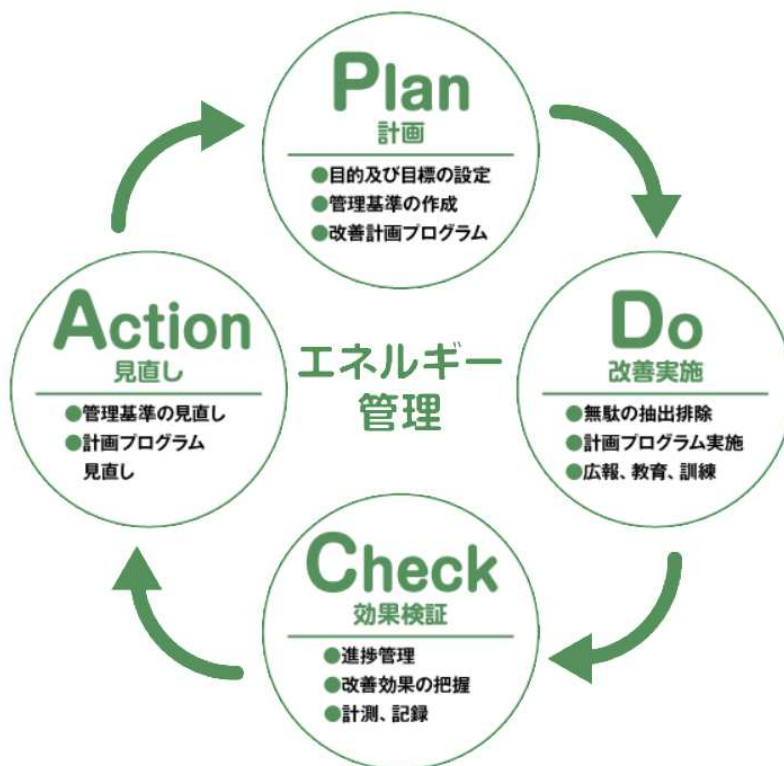 Plan
計画
●目的及び目標の設定
●管理基準の作成
●改善計画プログラム
Do
改善実施
●無駄の抽出排除
●計画プログラム実施
●広報、教育、訓練
Check
効果検証
●進捗管理
●改善効果の把握
●計測、記録
Action
見直し
●管理基準の見直し
●計画プログラム
見直し
エネルギー
管理